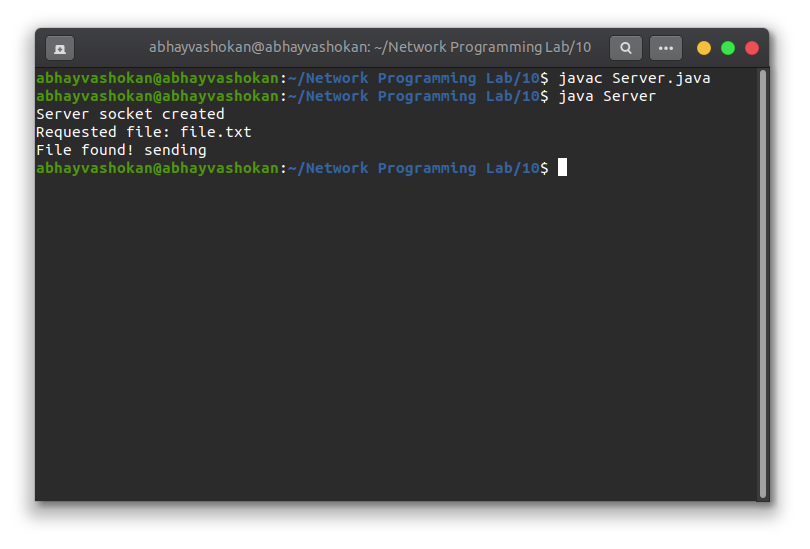 abhayvashokan@abhayvashokan: ~/Network Programming Lab/10
abhayvashokan@abhayvashokan:~/Network Programming Lab/10$ javac Server.java
abhayvashokan@abhayvashokan:~/Network Programming Lab/10$ java Server
Server socket created
Requested file: file.txt
File found! sending
abhayvashokan@abhayvashokan:~/Network Programming Lab/10$